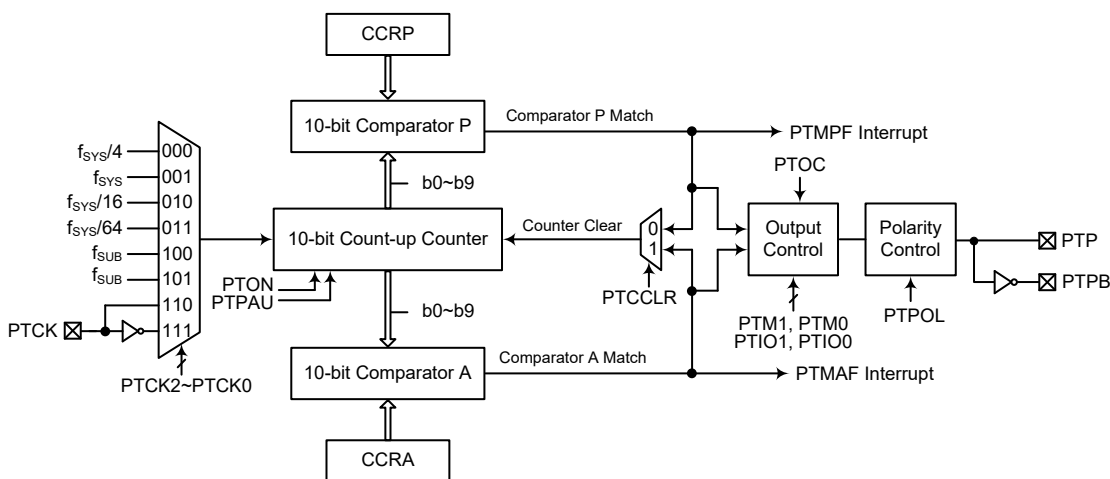 CCRP
10-bit Comparator P
Comparator P Match
PTMPF Interrupt
b0~b9
fSYS/4
000
fSYS
001
fSYS/16
010
fSYS/64
011
fSUB
100
fSUB
101
110
111
PTCK
PTCK2~PTCK0
10-bit Count-up Counter
PTON
PTPAU
Counter Clear
0
1
PTCCLR
PTOC
Output
Control
PTM1, PTM0
PTIO1, PTIO0
Polarity
Control
PTPOL
PTP
PTPB
b0~b9
10-bit Comparator A
Comparator A Match
PTMAF Interrupt
CCRA